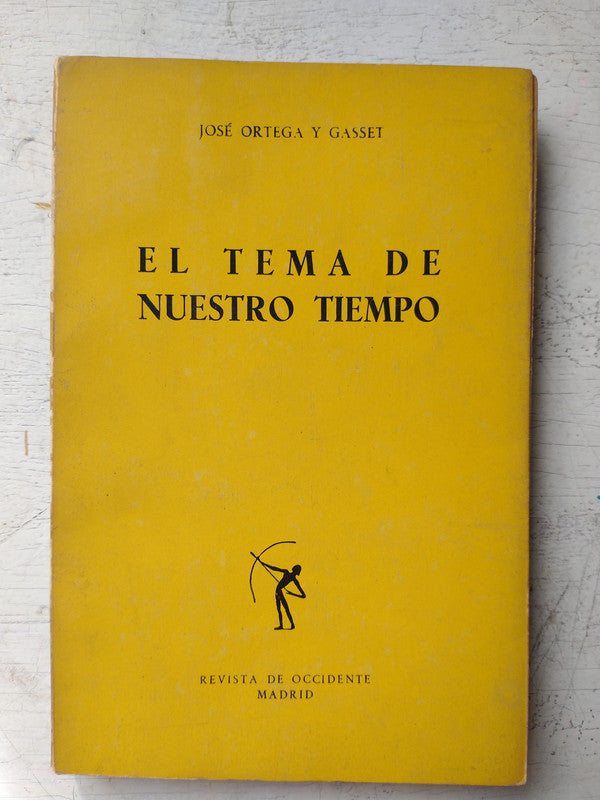 JOSÉ ORTEGA Y GASSET
EL TEMA DE
NUESTRO TIEMPO
REVISTA DE OCCIDENTE
MADRID